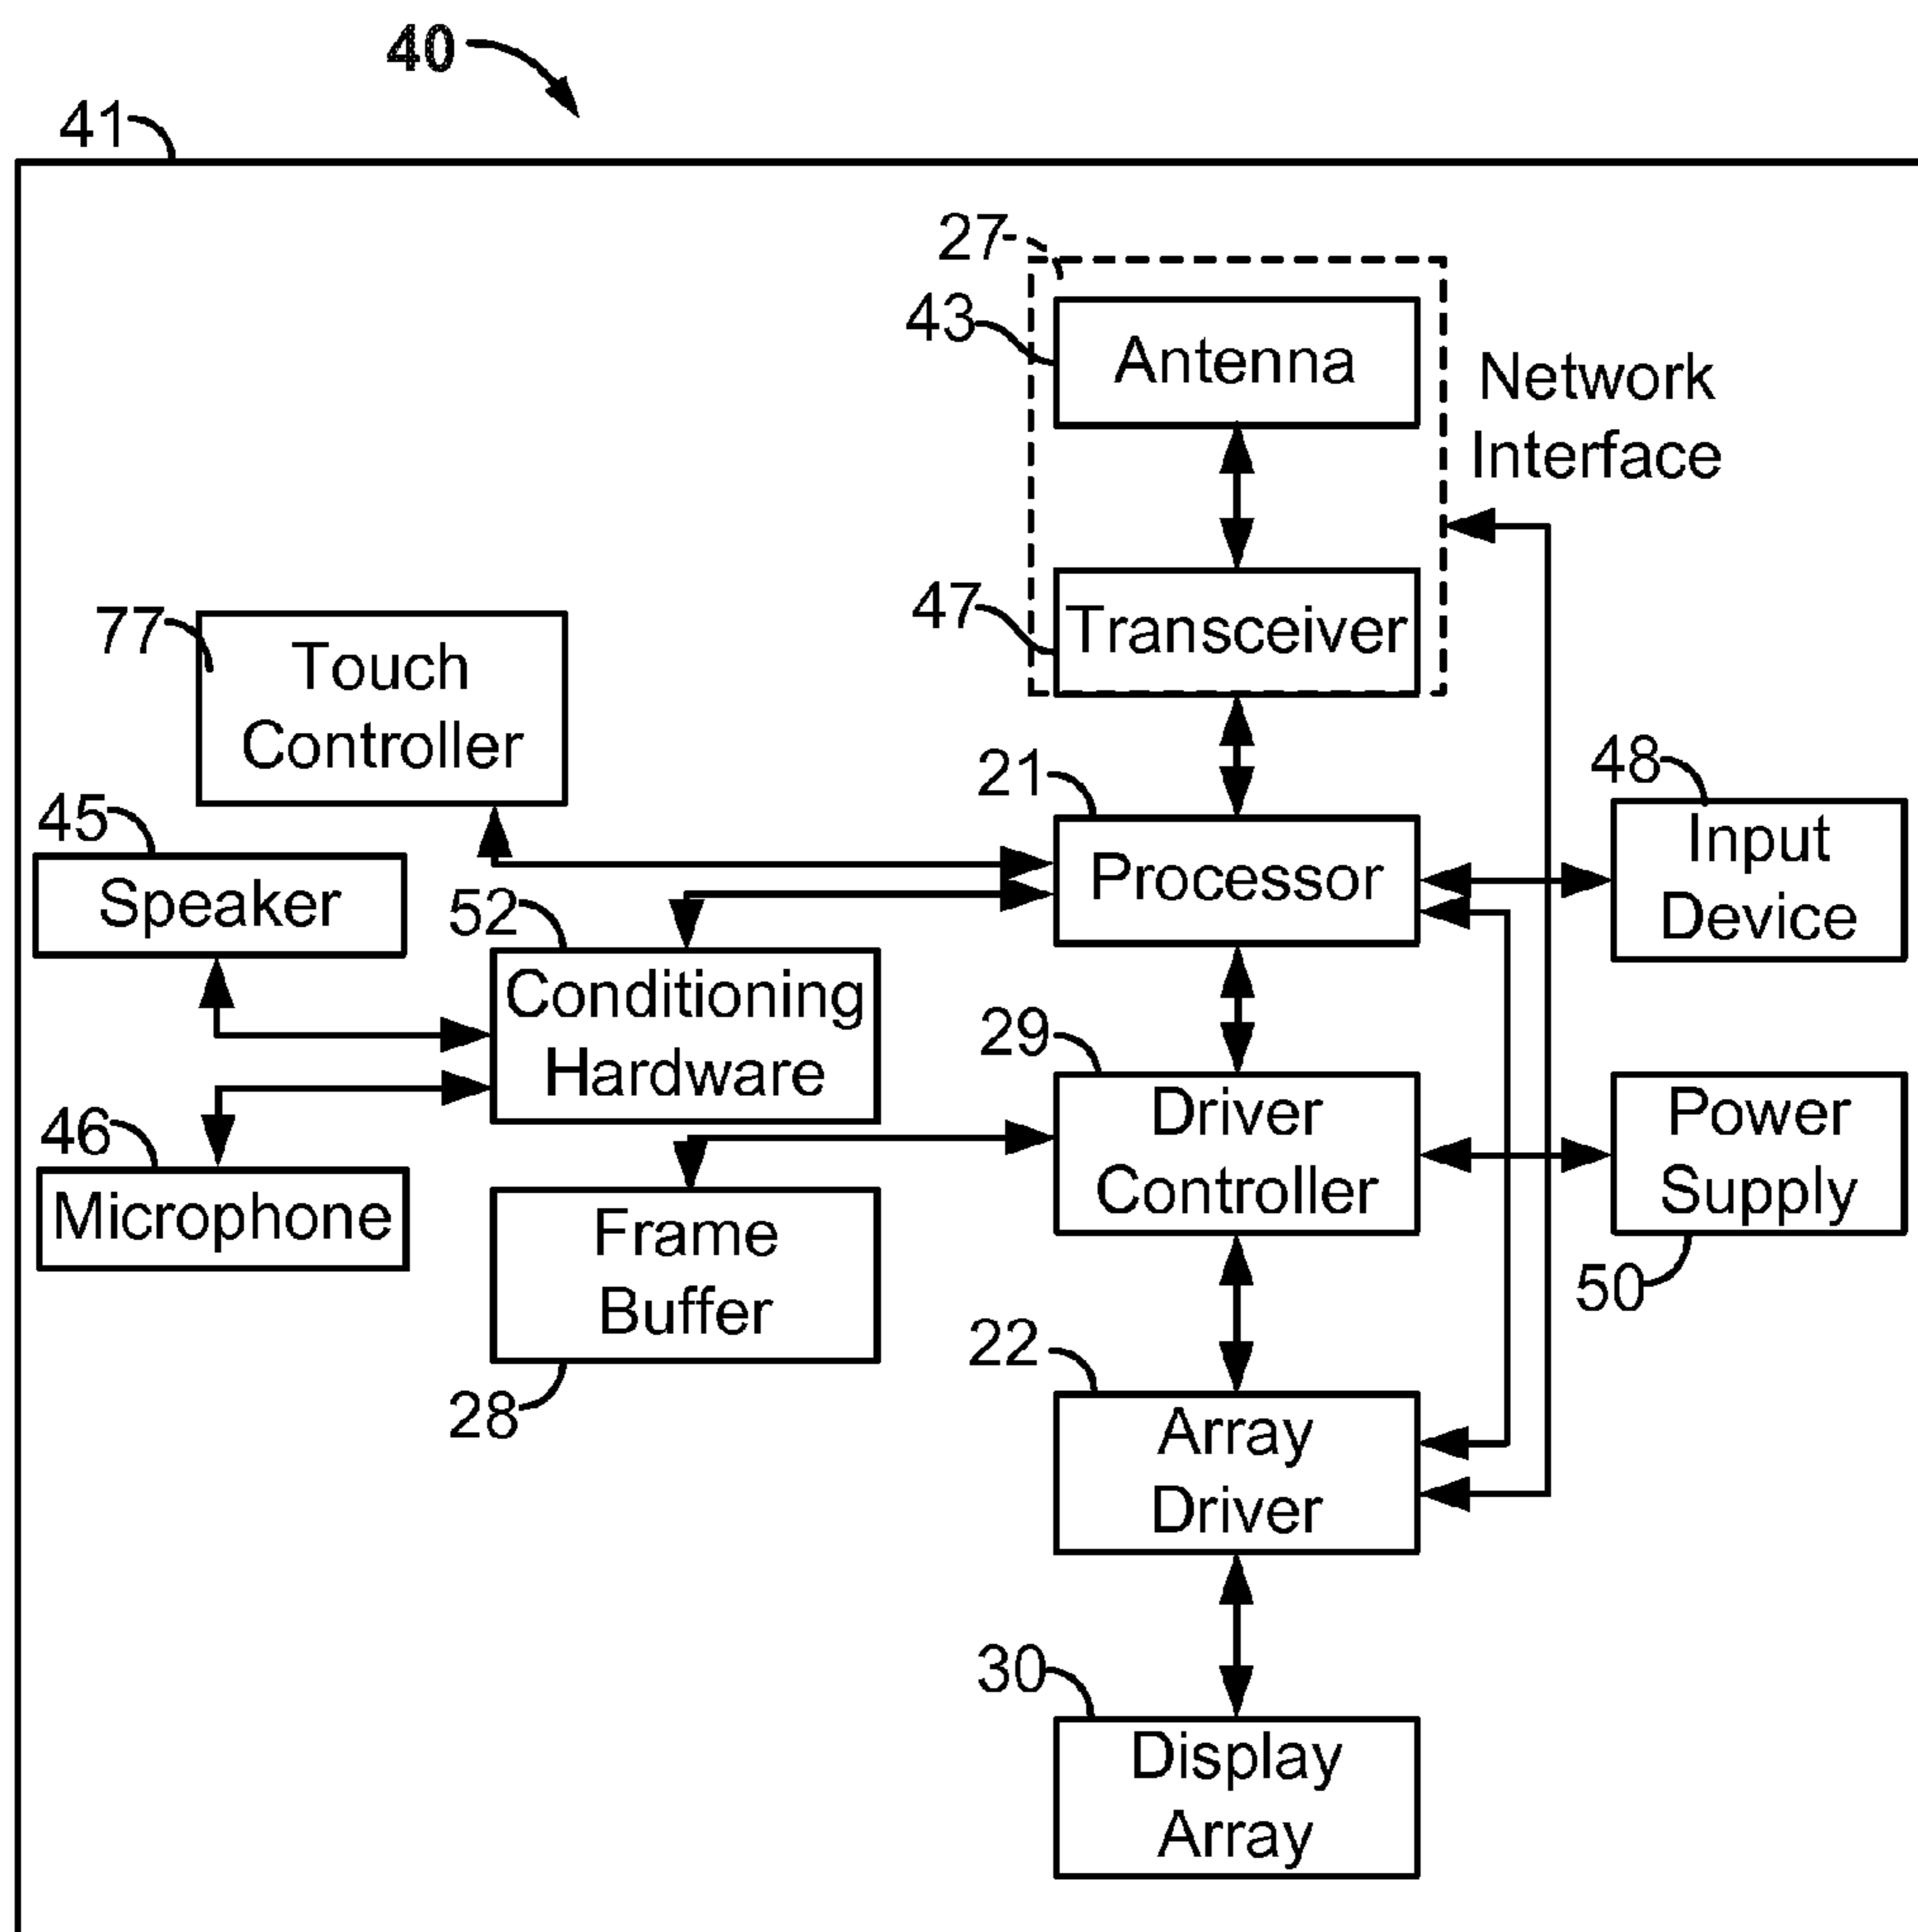 40
41
27
43
Antenna
Network
Interface
47
Transceiver
77
Touch
Controller
21
Processor
48
Input
Device
45
Speaker
52
Conditioning
Hardware
29
Driver
Controller
Power
Supply
50
46
Microphone
Frame
Buffer
28
22
Array
Driver
30
Display
Array